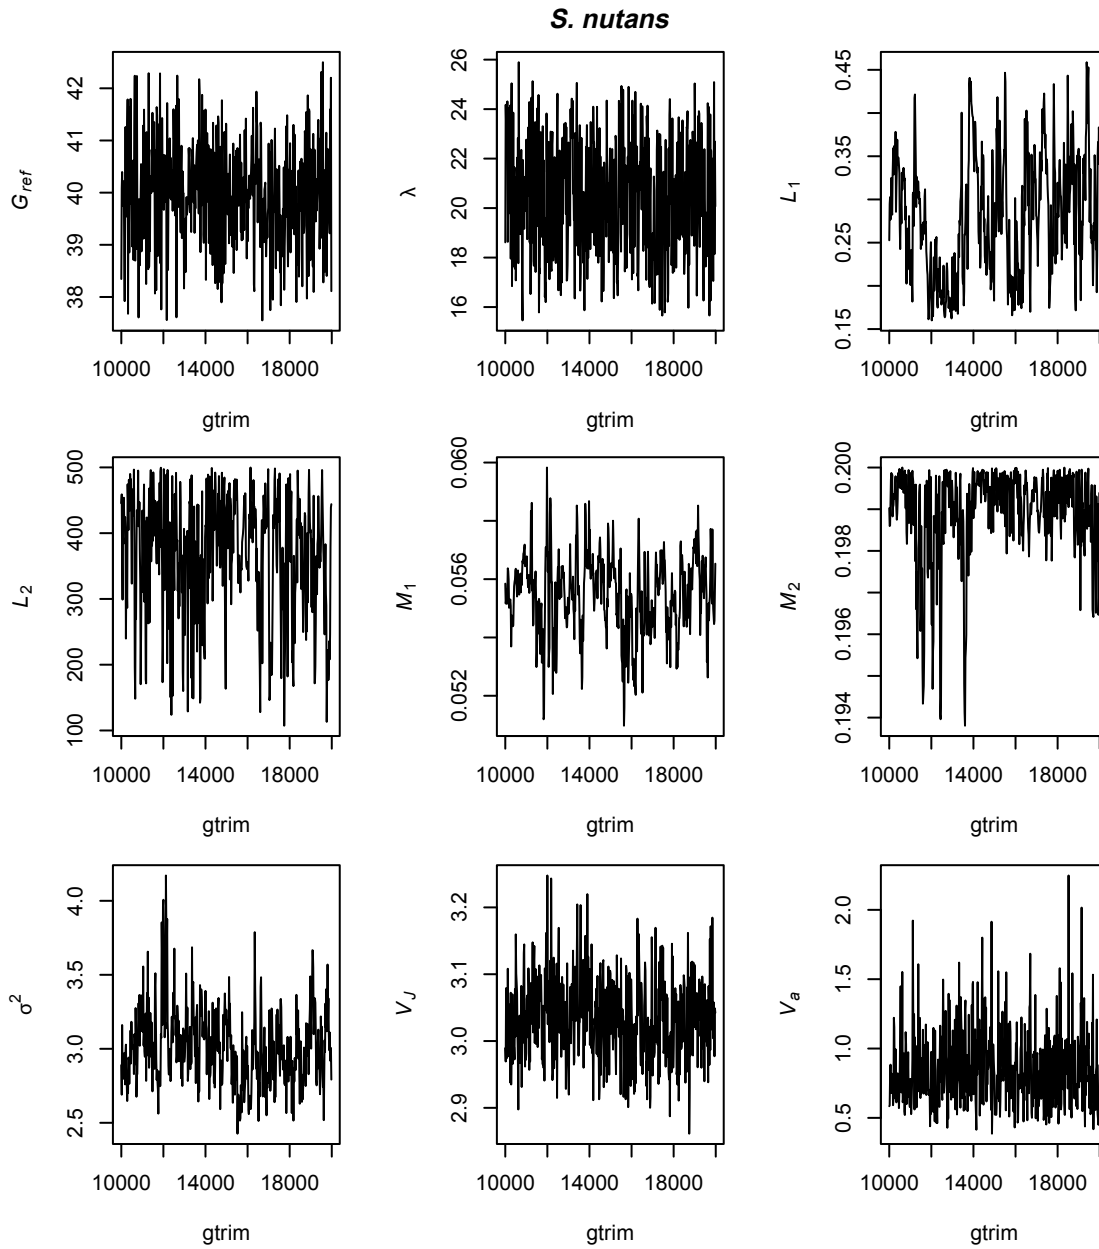 S. nutans
G_ref
38 39 40 41 42
10000 14000 18000
gtrim
λ
16 18 20 22 24 26
10000 14000 18000
gtrim
L_1
0.15 0.25 0.35 0.45
10000 14000 18000
gtrim
L_2
100 200 300 400 500
10000 14000 18000
gtrim
M_1
0.052 0.056 0.060
10000 14000 18000
gtrim
M_2
0.194 0.196 0.198 0.200
10000 14000 18000
gtrim
σ²
2.5 3.0 3.5 4.0
10000 14000 18000
gtrim
V_J
2.9 3.0 3.1 3.2
10000 14000 18000
gtrim
V_a
0.5 1.0 1.5 2.0
10000 14000 18000
gtrim